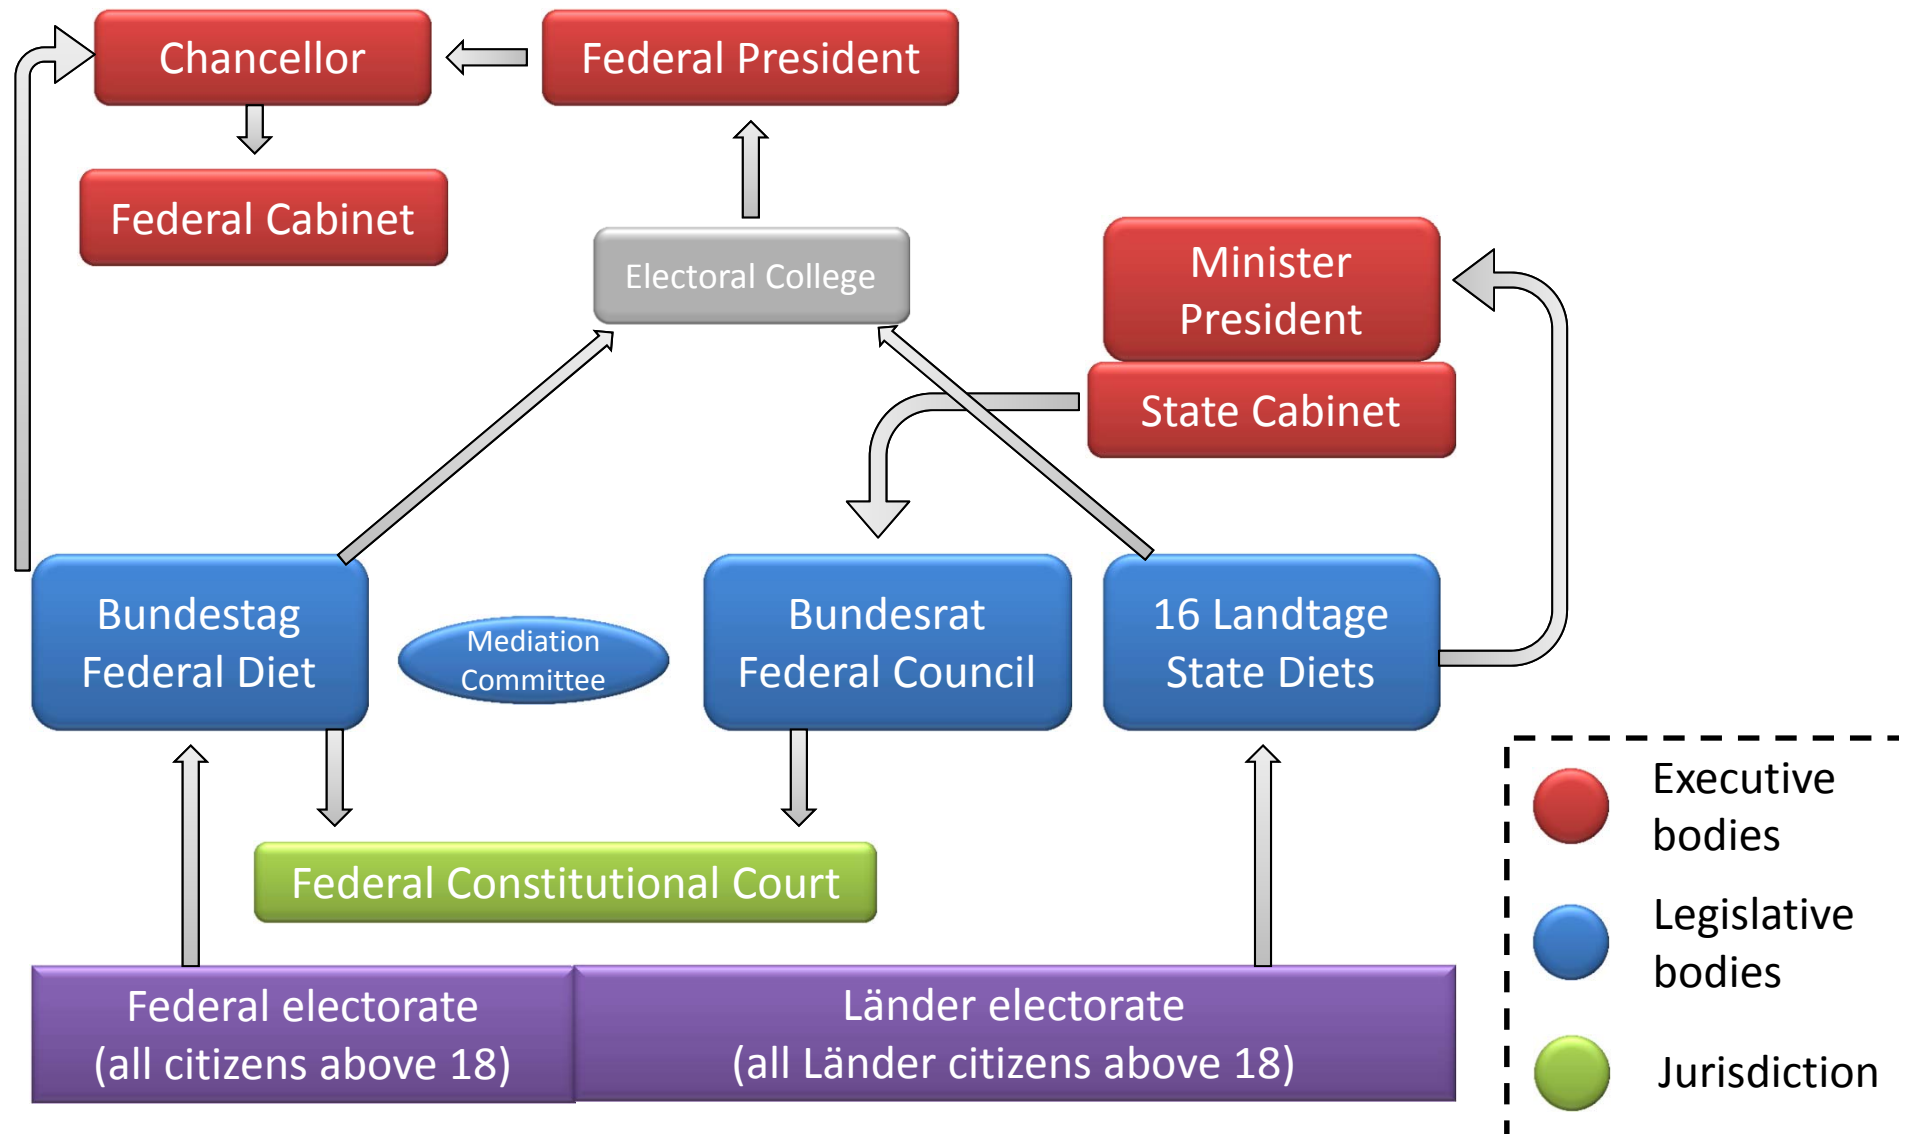 Chancellor
Federal President
Federal Cabinet
Electoral College
Minister
President
State Cabinet
Bundestag
Federal Diet
Mediation
Committee
Bundesrat
Federal Council
16 Landtage
State Diets
Federal Constitutional Court
Federal electorate
(all citizens above 18)
Länder electorate
(all Länder citizens above 18)
Executive
bodies
Legislative
bodies
Jurisdiction